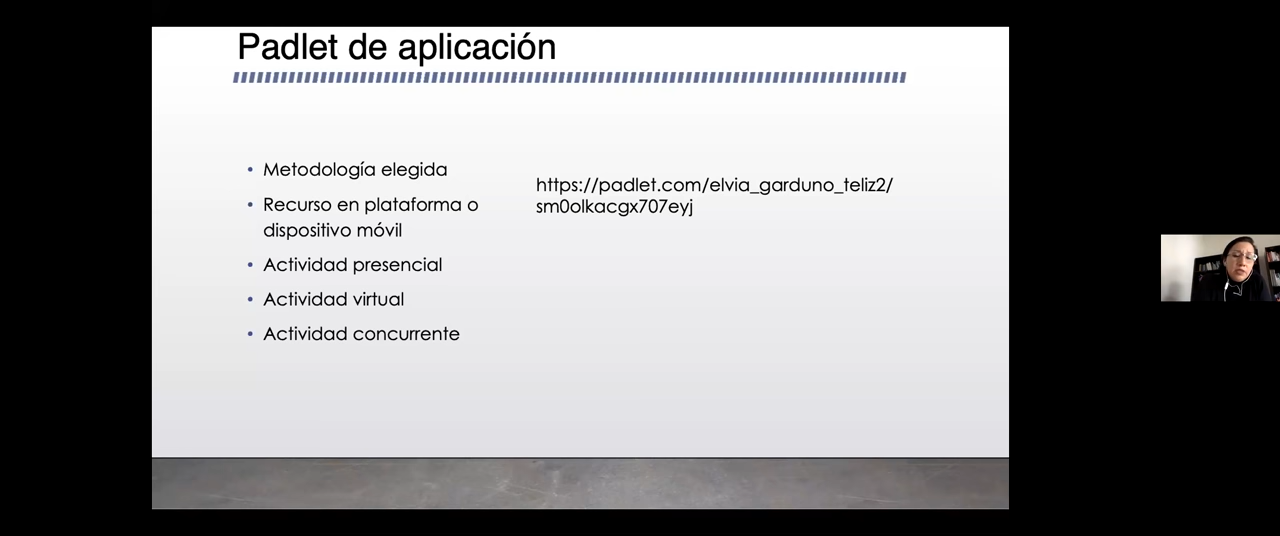 Padlet de aplicación
• Metodología elegida
• Recurso en plataforma o
dispositivo móvil
• Actividad presencial
• Actividad virtual
• Actividad concurrente
https://padlet.com/elvia_garduno_teliz2/
sm0olkacgx707eyj